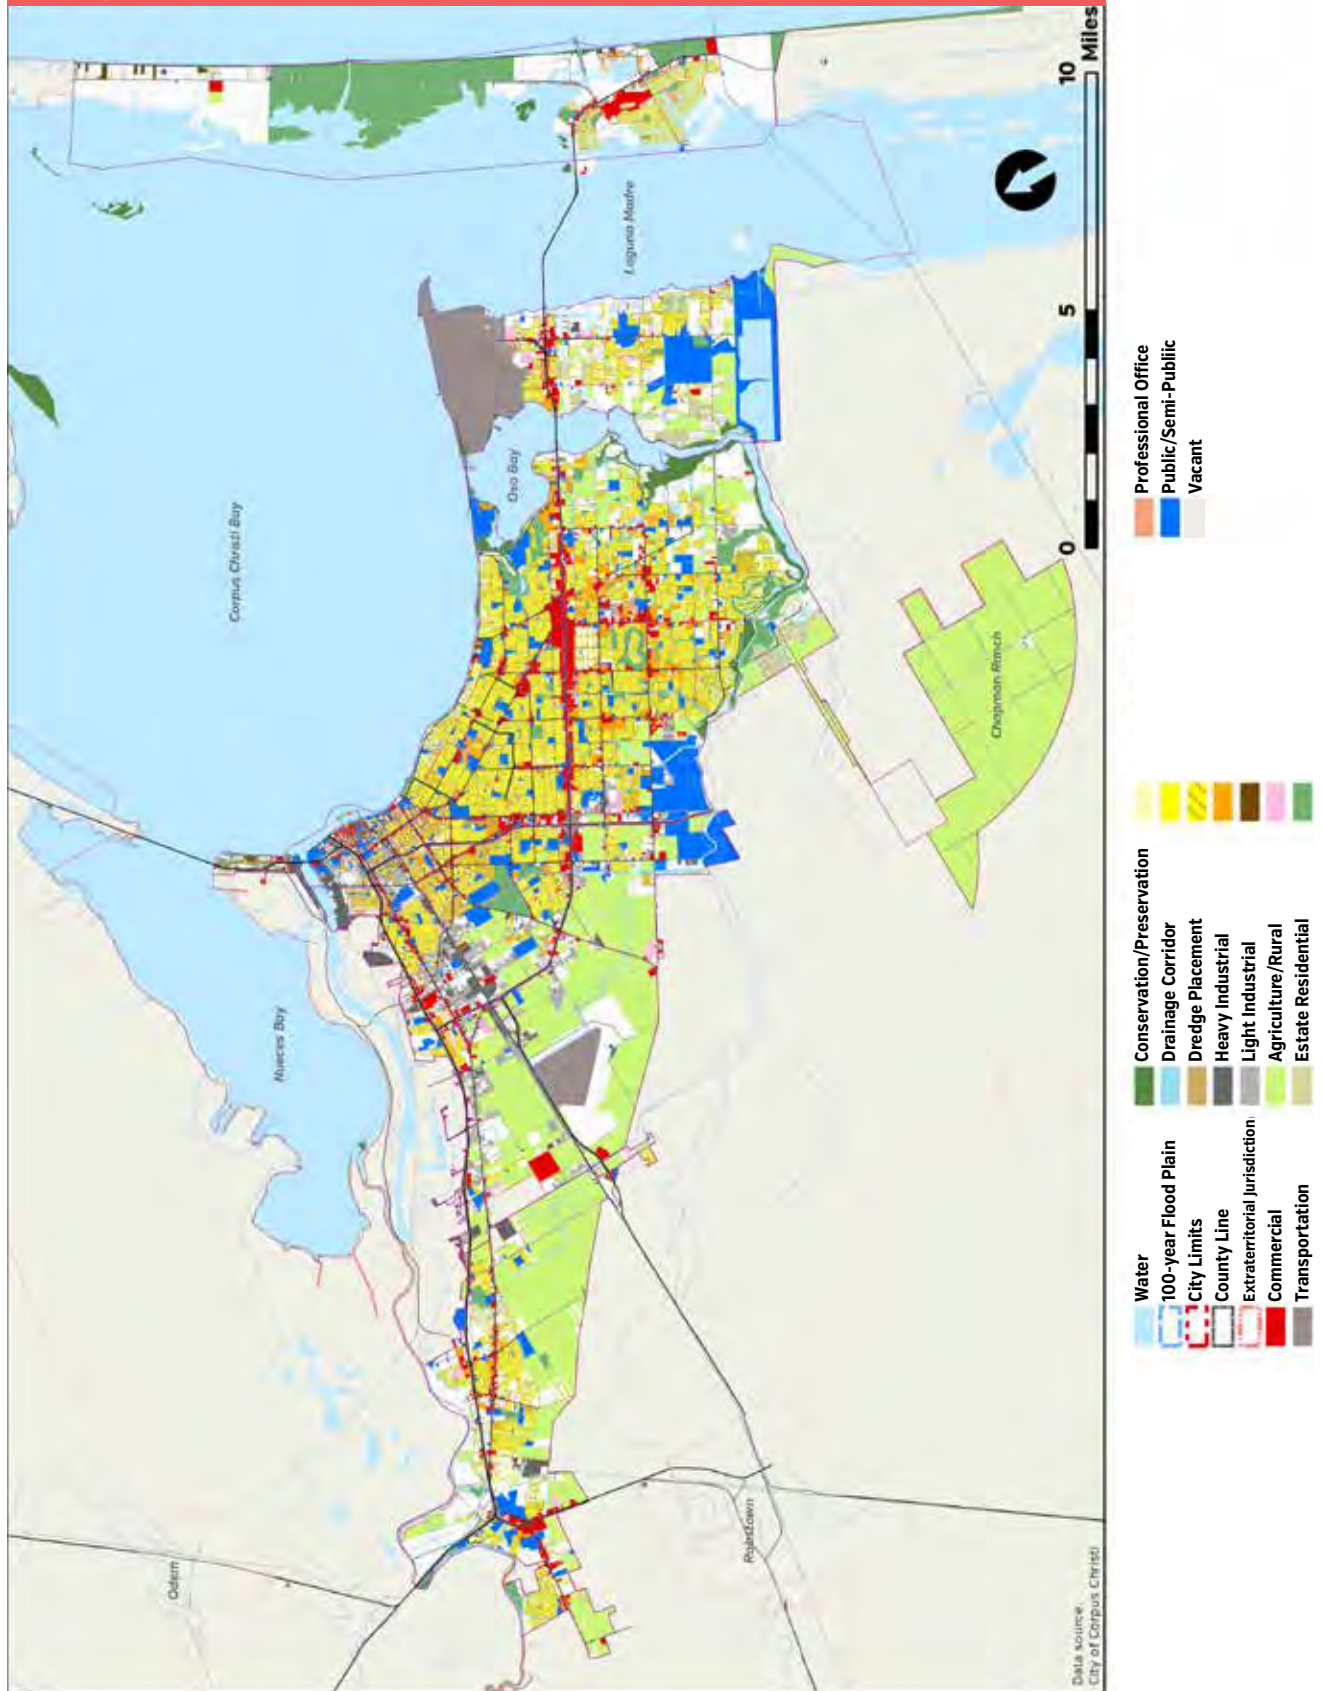 Miles
10
5
0
Corpus Christi Bay
Laguna Madre
Oso Bay
Nueces Bay
Chapman Ranch
Odem
Robstown
Data source:
City of Corpus Christi
Water
100-year Flood Plain
City Limits
County Line
Extraterritorial Jurisdiction
Commercial
Transportation
Conservation/Preservation
Drainage Corridor
Dredge Placement
Heavy Industrial
Light Industrial
Agriculture/Rural
Estate Residential
Professional Office
Public/Semi-Public
Vacant